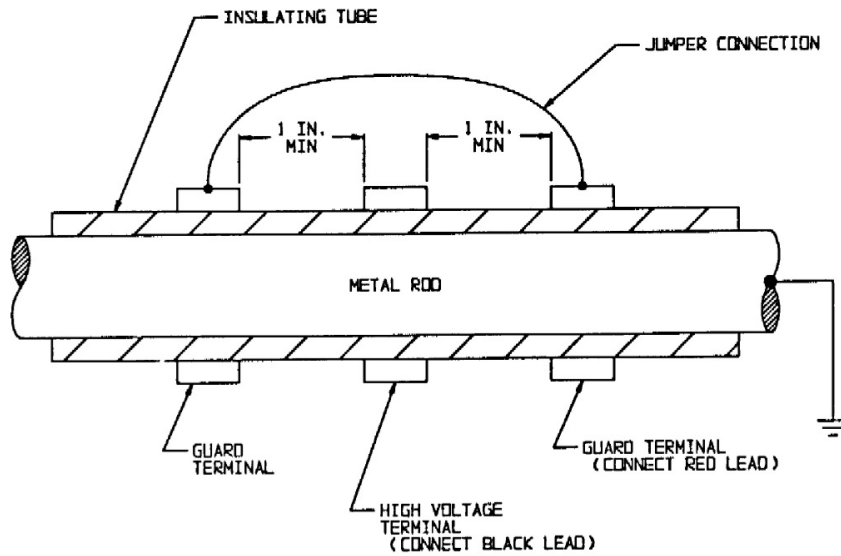 INSULATING TUBE
JUMPER CONNECTION
1 IN.
MIN
1 IN.
MIN
METAL ROD
GUARD
TERMINAL
GUARD TERMINAL
(CONNECT RED LEAD)
HIGH VOLTAGE
TERMINAL
(CONNECT BLACK LEAD)